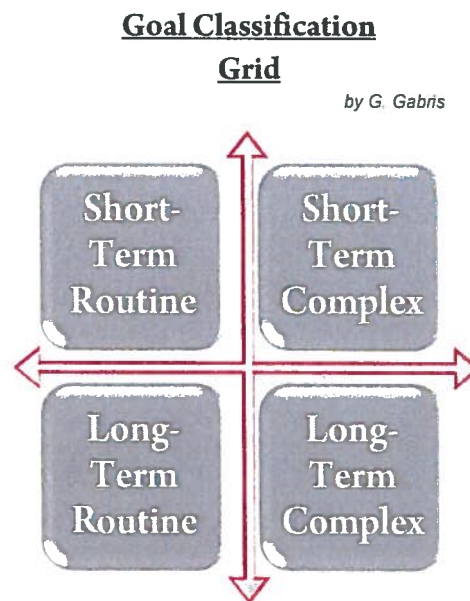 Goal Classification
Grid
by G. Gabris
Short-
Term
Routine
Short-
Term
Complex
Long-
Term
Routine
Long-
Term
Complex